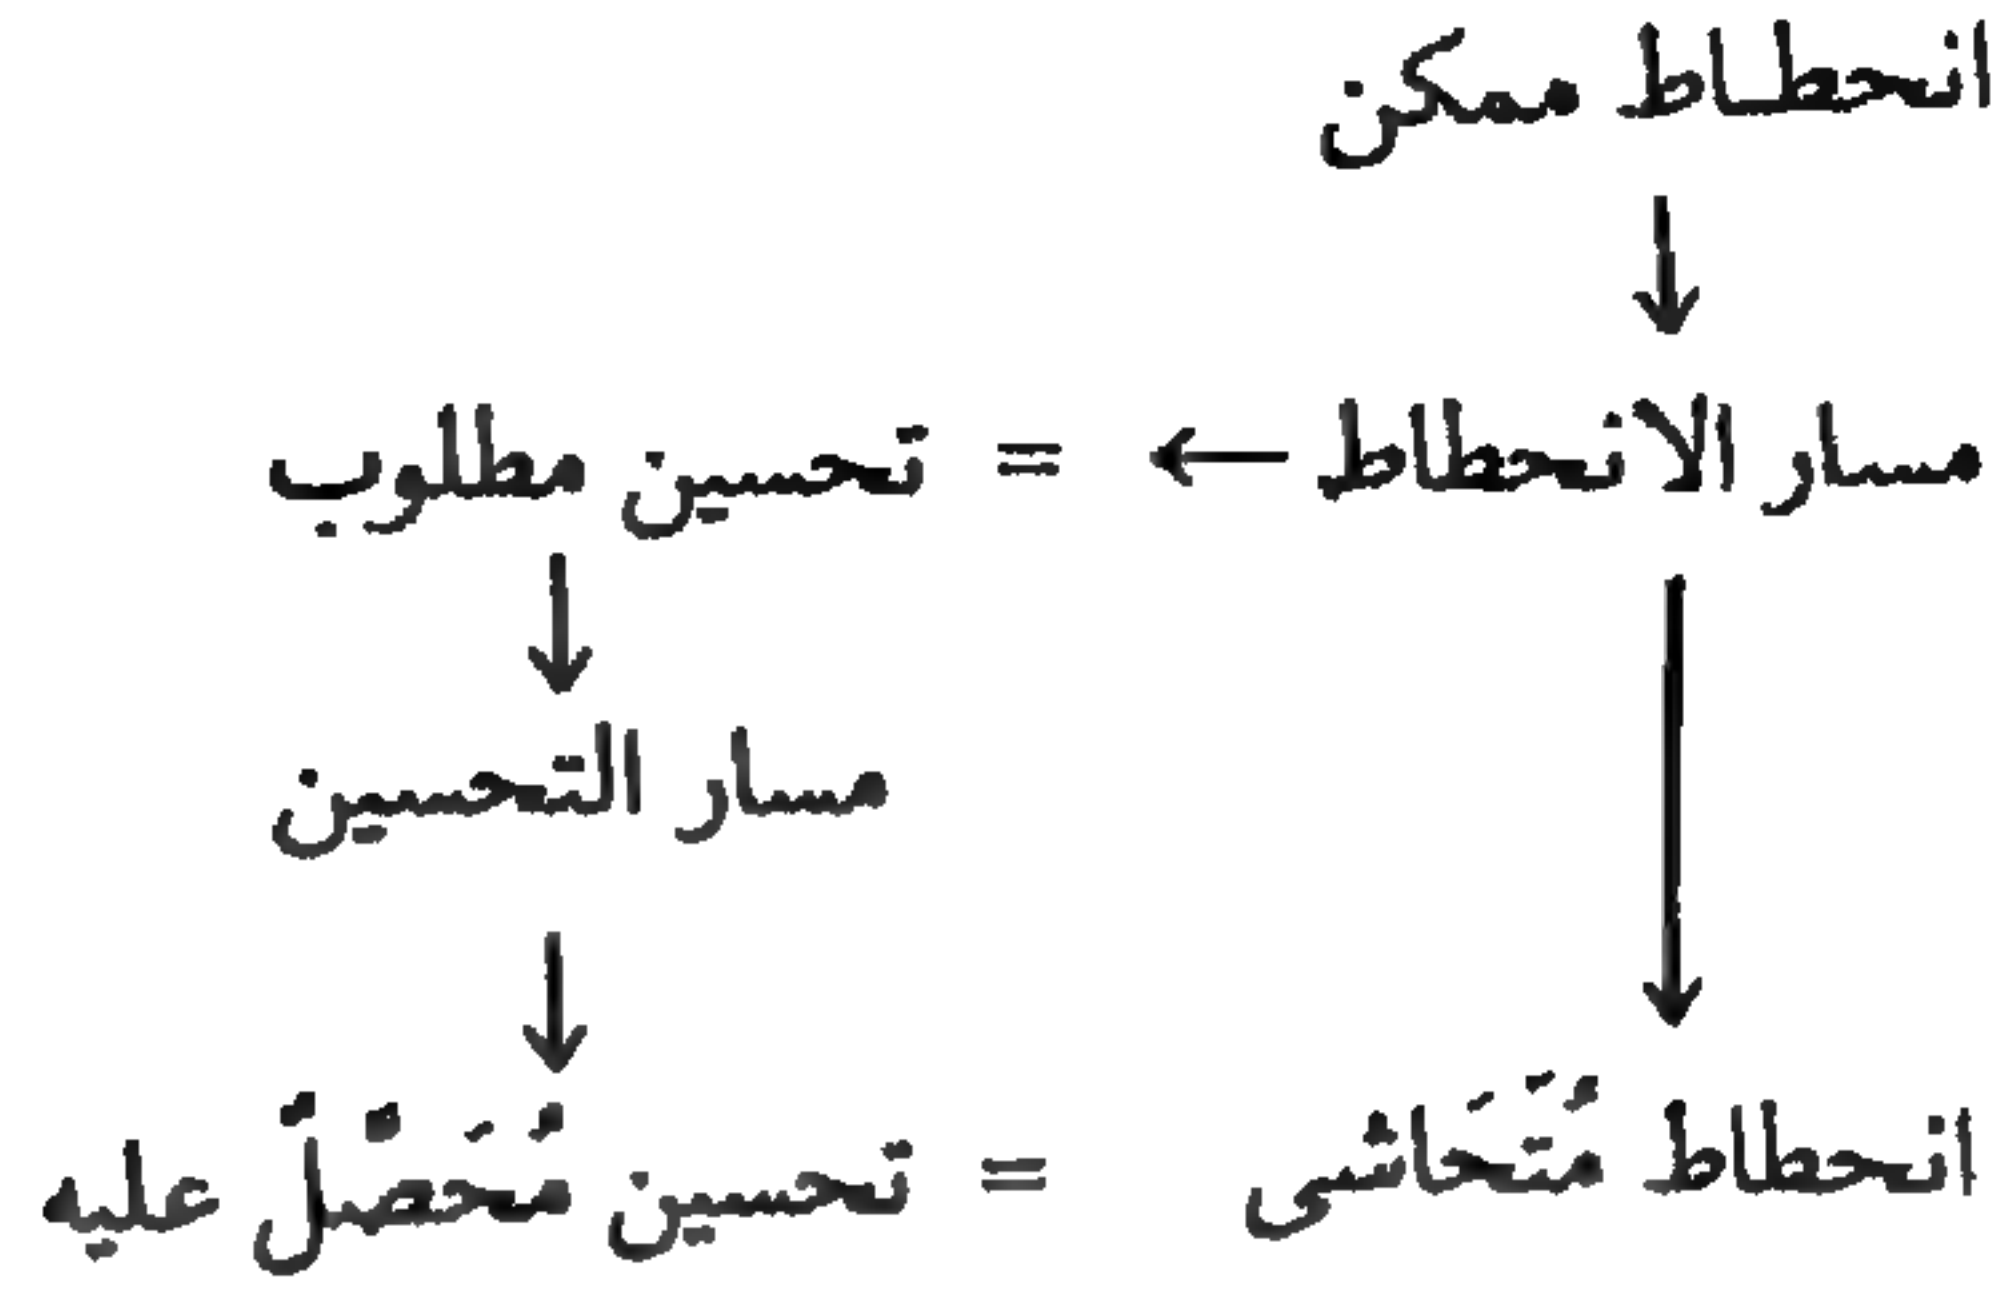 انحطاط ممكن
↓
مسار الانحطاط ← = تحسين مطلوب
↓ ↓
مسار التحسين
↓
انحطاط مُتَّحَاشى = تحسين مُحَصَّلٌ عليه